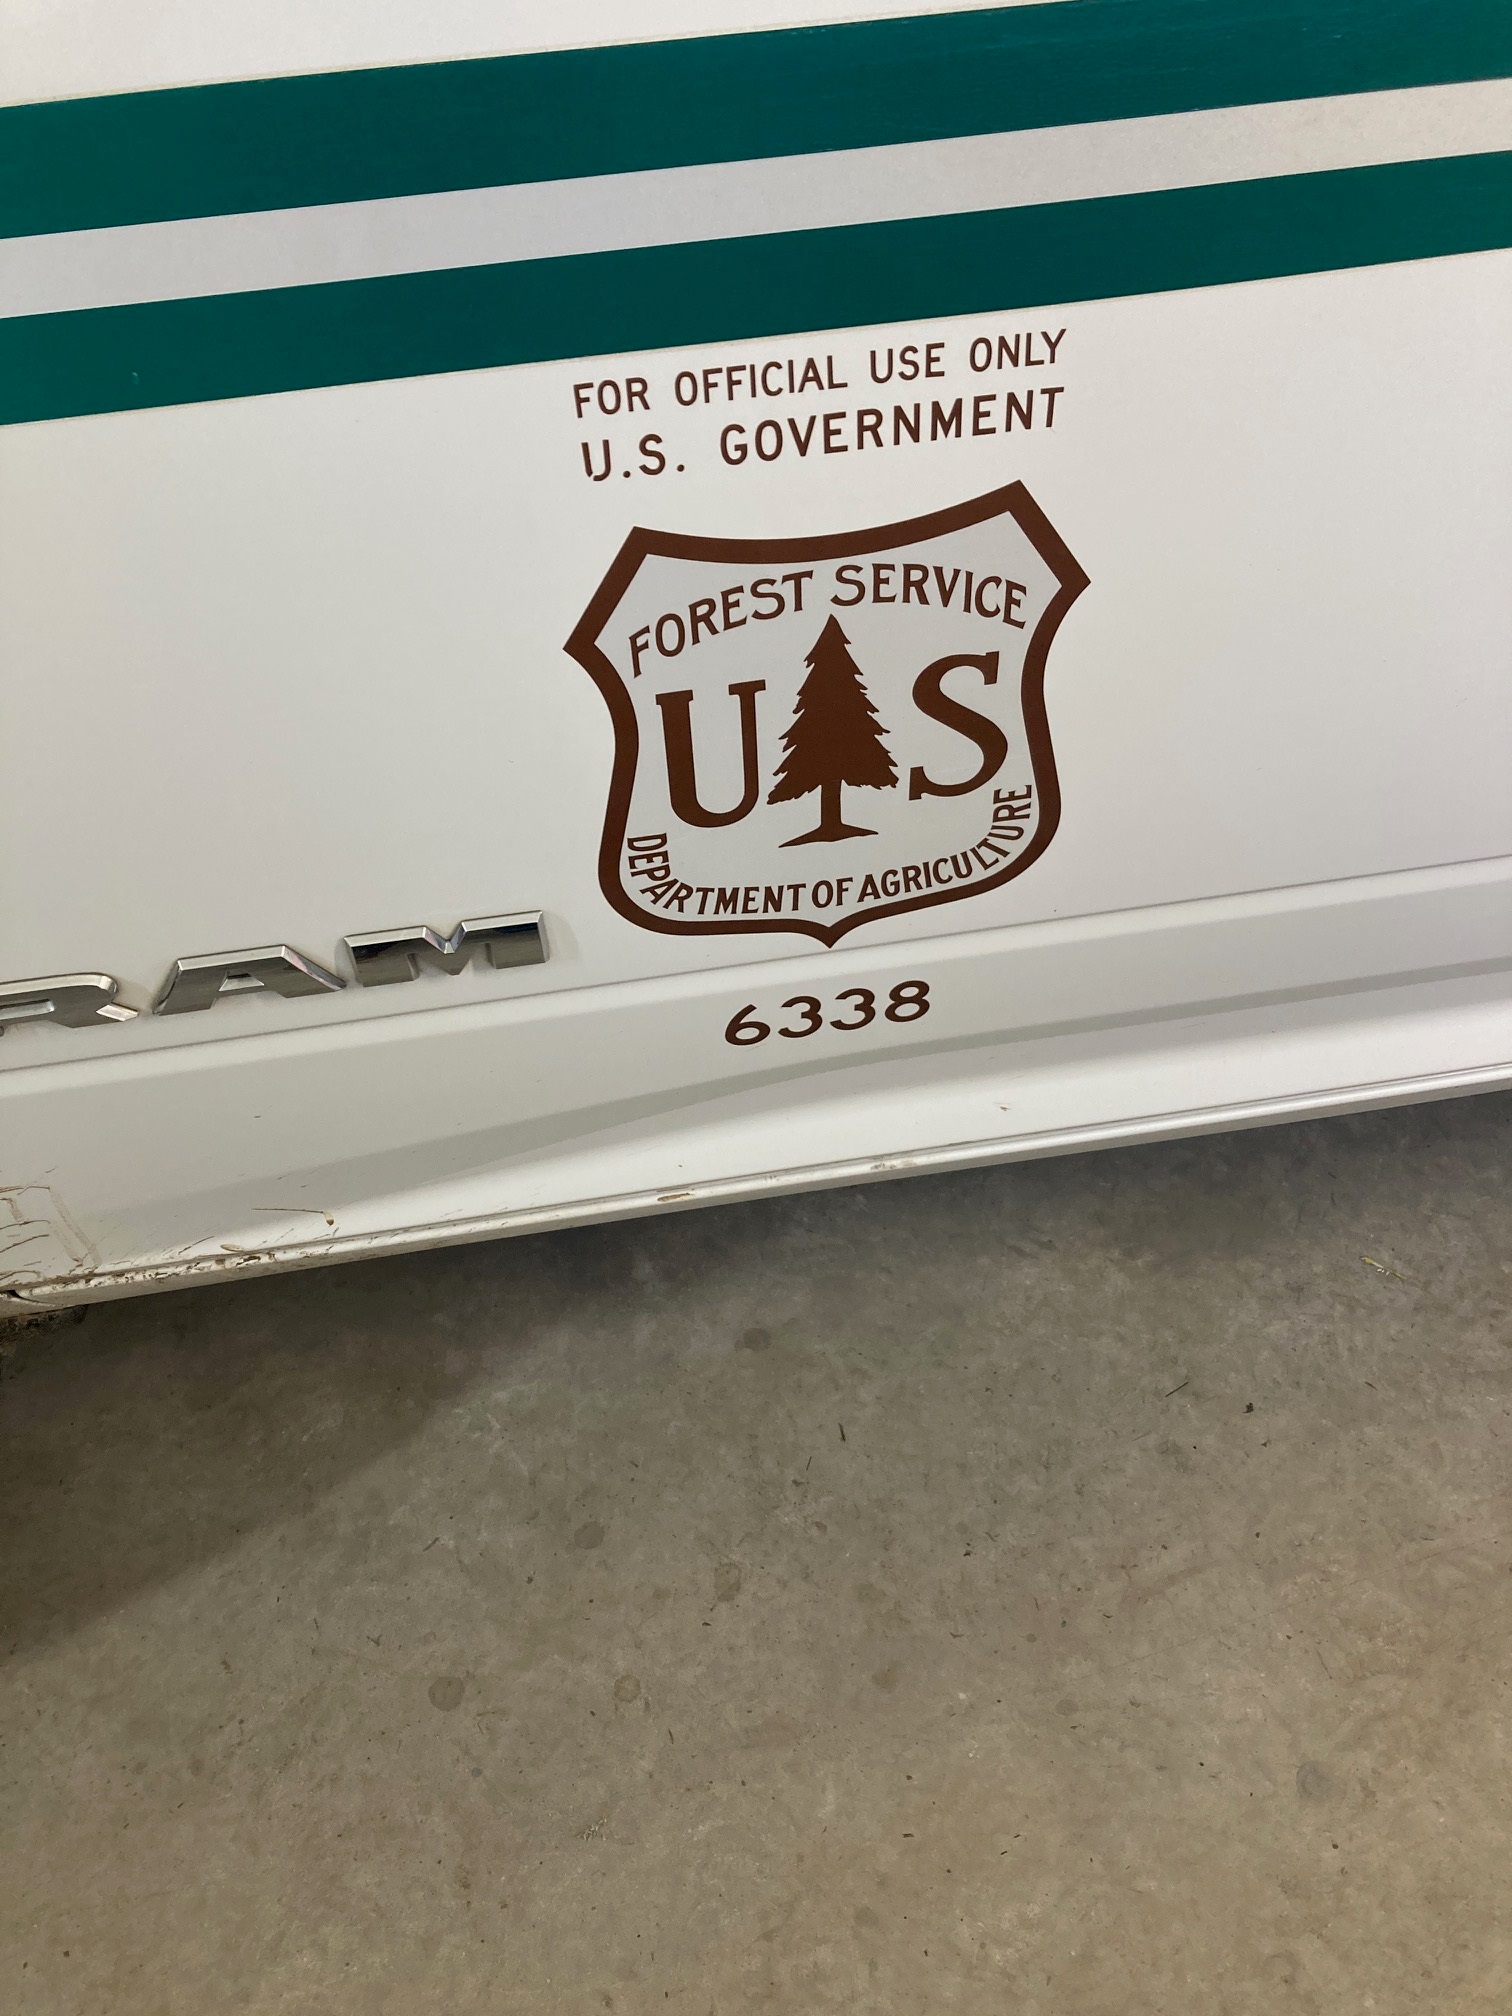 FOR OFFICIAL USE ONLY
U.S. GOVERNMENT
FOREST SERVICE
U S
DEPARTMENT OF AGRICULTURE
RAM
6338